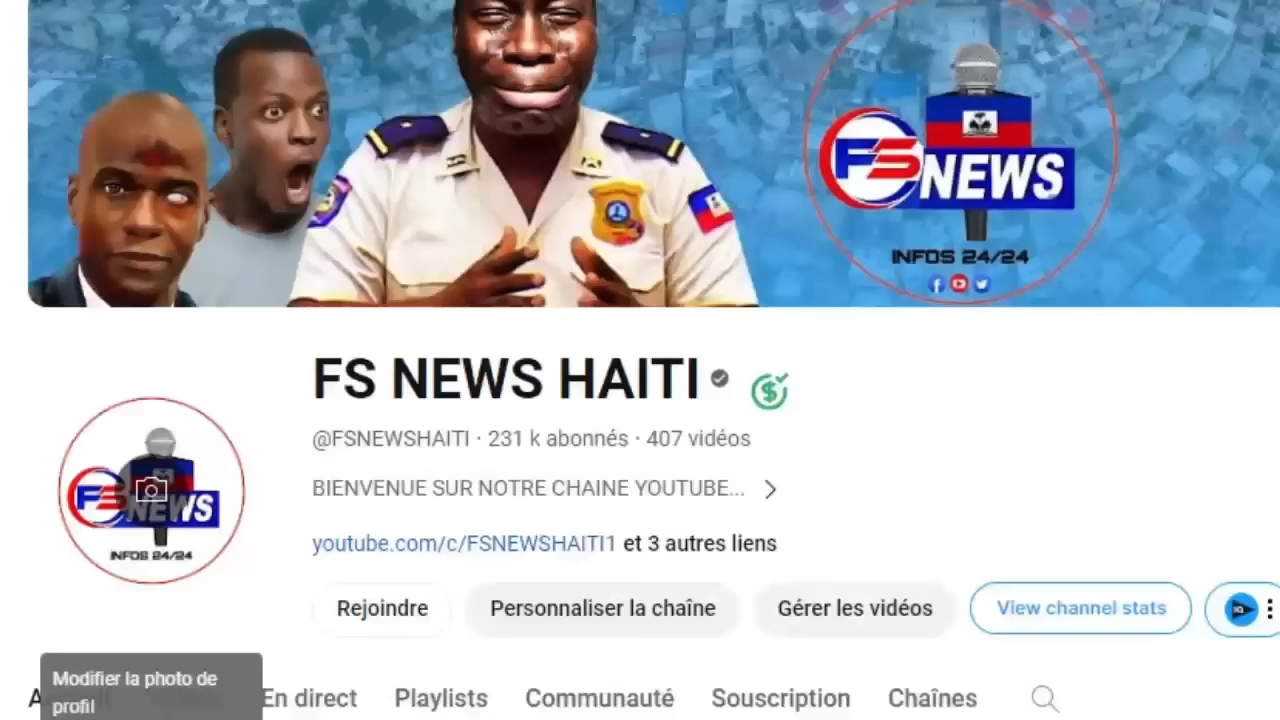 FS NEWS
INFOS 24/24
FS NEWS HAITI
@FSNEWSHAITI · 231 k abonnés · 407 vidéos
BIENVENUE SUR NOTRE CHAINE YOUTUBE...
youtube.com/c/FSNEWSHAITI1 et 3 autres liens
FS NEWS
INFOS 24/24
Rejoindre Personnaliser la chaîne Gérer les vidéos View channel stats
En direct Playlists Communauté Souscription Chaînes
Modifier la photo de
profil